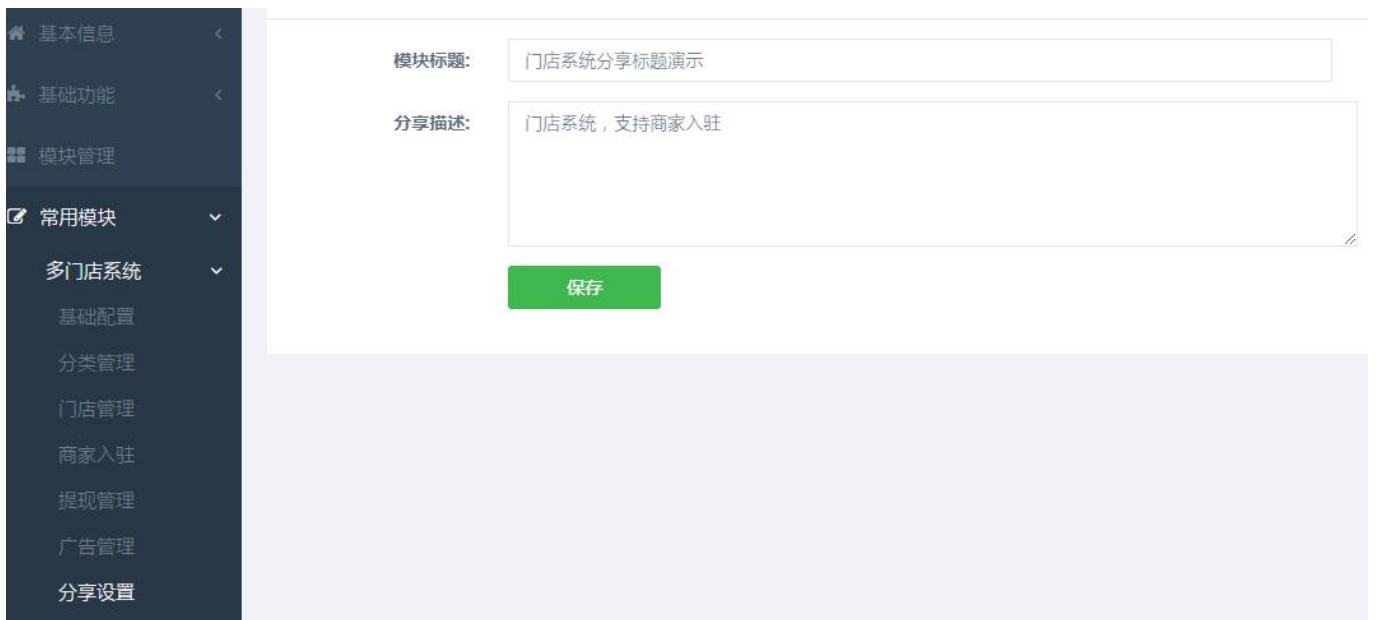 基本信息
基础功能
模块管理
常用模块
多门店系统
基础配置
分类管理
门店管理
商家入驻
提现管理
广告管理
分享设置
模块标题: 门店系统分享标题演示
分享描述: 门店系统，支持商家入驻
保存